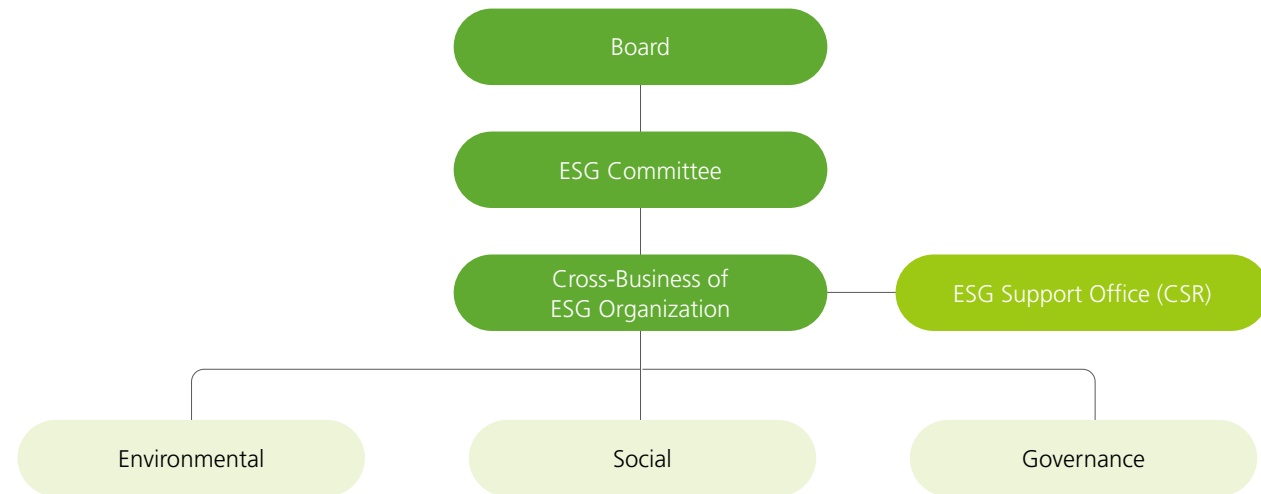 Board
ESG Committee
Cross-Business of
ESG Organization
ESG Support Office (CSR)
Environmental
Social
Governance